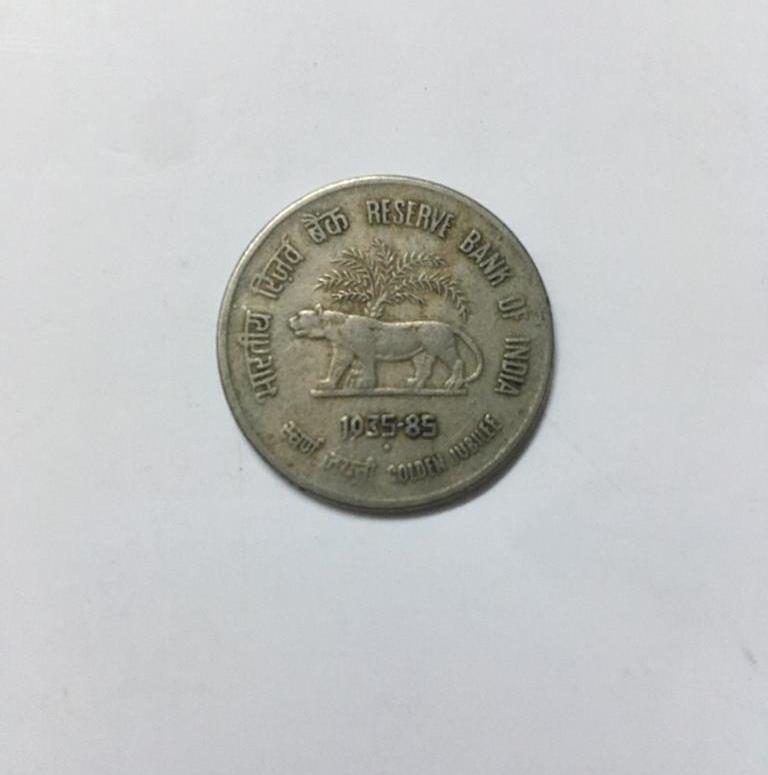 भारतीय रिज़र्व बैंक RESERVE BANK OF INDIA
1935-85
स्वर्ण जयन्ती GOLDEN JUBILEE